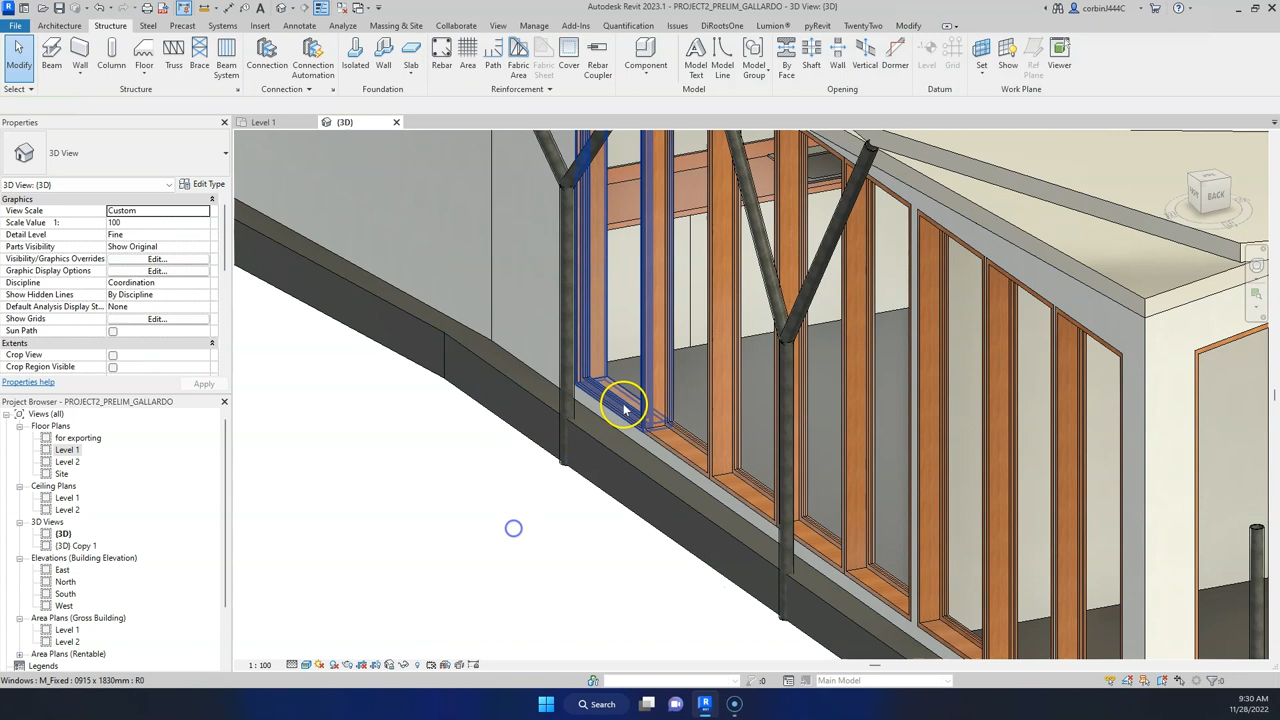 Autodesk Revit 2023.1 - PROJECT2_PRELIM_GALLARDO - 3D View: {3D}
corbinJ444C
File Architecture Structure Steel Precast Systems Insert Annotate Analyze Massing & Site Collaborate View Manage Add-Ins Quantification Issues DiRootsOne Lumion® pyRevit TwentyTwo Modify
Modify Beam Wall Column Floor Truss Brace Beam System Connection Connection Automation Isolated Wall Slab Rebar Area Path Fabric Area Fabric Sheet Cover Rebar Coupler Component Model Text Model Line Model Group By Face Shaft Wall Vertical Dormer Level Grid Set Show Ref Plane Viewer
Select Structure Connection Foundation Reinforcement Model Opening Datum Work Plane
Properties
Level 1
{3D}
3D View
3D View: {3D}
Edit Type
Graphics
View Scale Custom
Scale Value 1: 100
Detail Level Fine
Parts Visibility Show Original
Visibility/Graphics Overrides Edit...
Graphic Display Options Edit...
Discipline Coordination
Show Hidden Lines By Discipline
Default Analysis Display St... None
Show Grids Edit...
Sun Path
Extents
Crop View
Crop Region Visible
Properties help Apply
Project Browser - PROJECT2_PRELIM_GALLARDO
Views (all)
Floor Plans
for exporting
Level 1
Level 2
Site
Ceiling Plans
Level 1
Level 2
3D Views
{3D}
{3D} Copy 1
Elevations (Building Elevation)
East
North
South
West
Area Plans (Gross Building)
Level 1
Level 2
Area Plans (Rentable)
Legends
BACK
1 : 100
Windows : M_Fixed : 0915 x 1830mm : R0
:0
Main Model
:0
Search
9:30 AM
11/28/2022